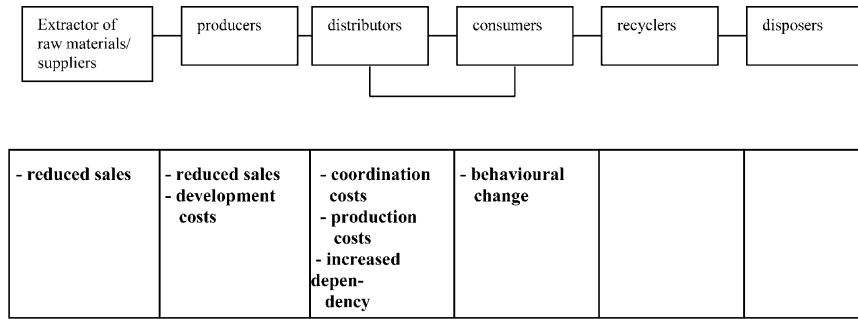 Extractor of
raw materials/
suppliers
producers
distributors
consumers
recyclers
disposers
- reduced sales
- reduced sales
- development
costs
- coordination
costs
- production
costs
- increased
depen-
dency
- behavioural
change